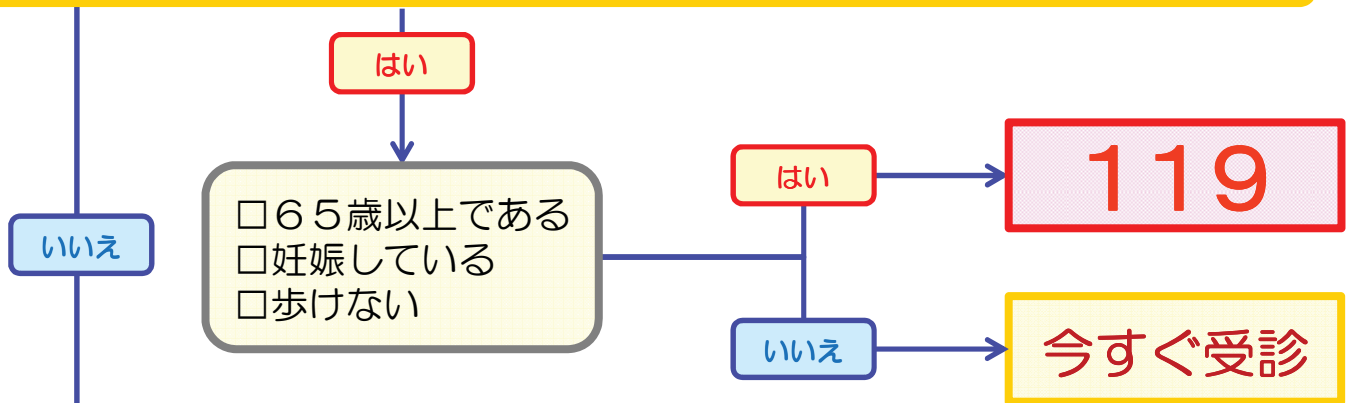 はい
いいえ
□６５歳以上である
□妊娠している
□歩けない
はい
１１９
いいえ
今すぐ受診